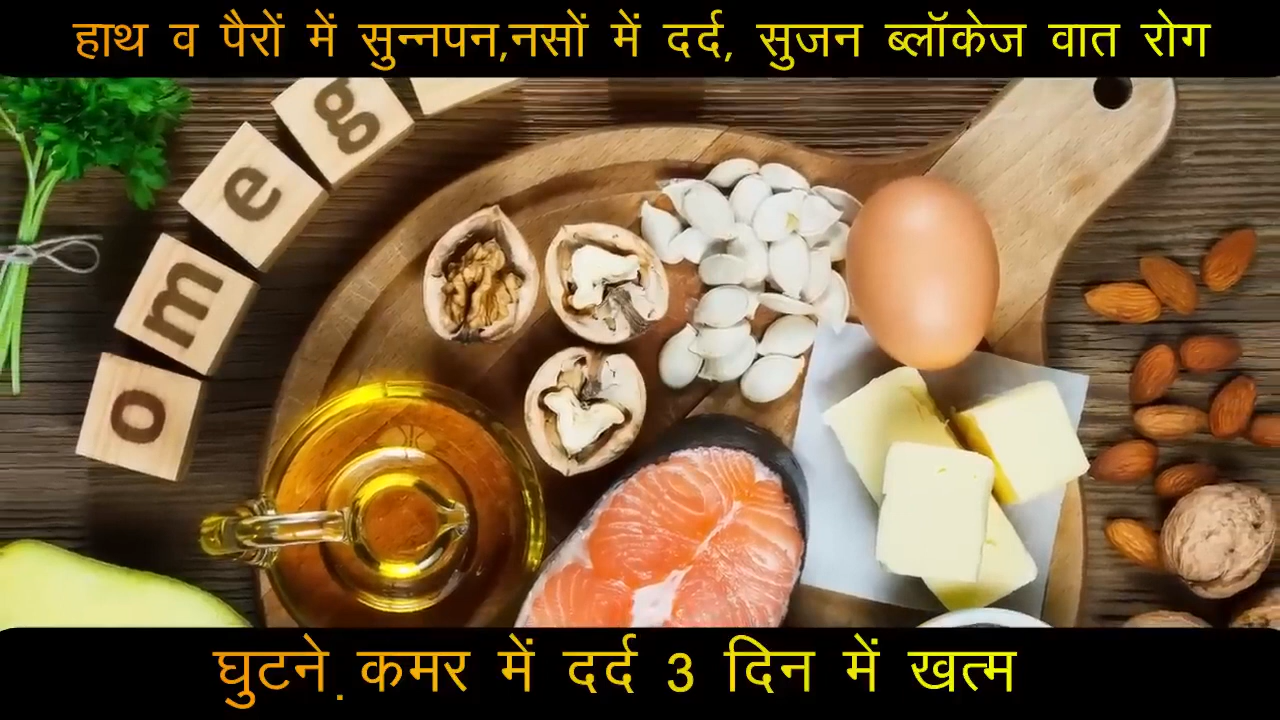 हाथ व पैरों में सुन्नपन,नसों में दर्द, सुजन ब्लॉकेज वात रोग
omeg
घुटने.कमर में दर्द 3 दिन में खत्म